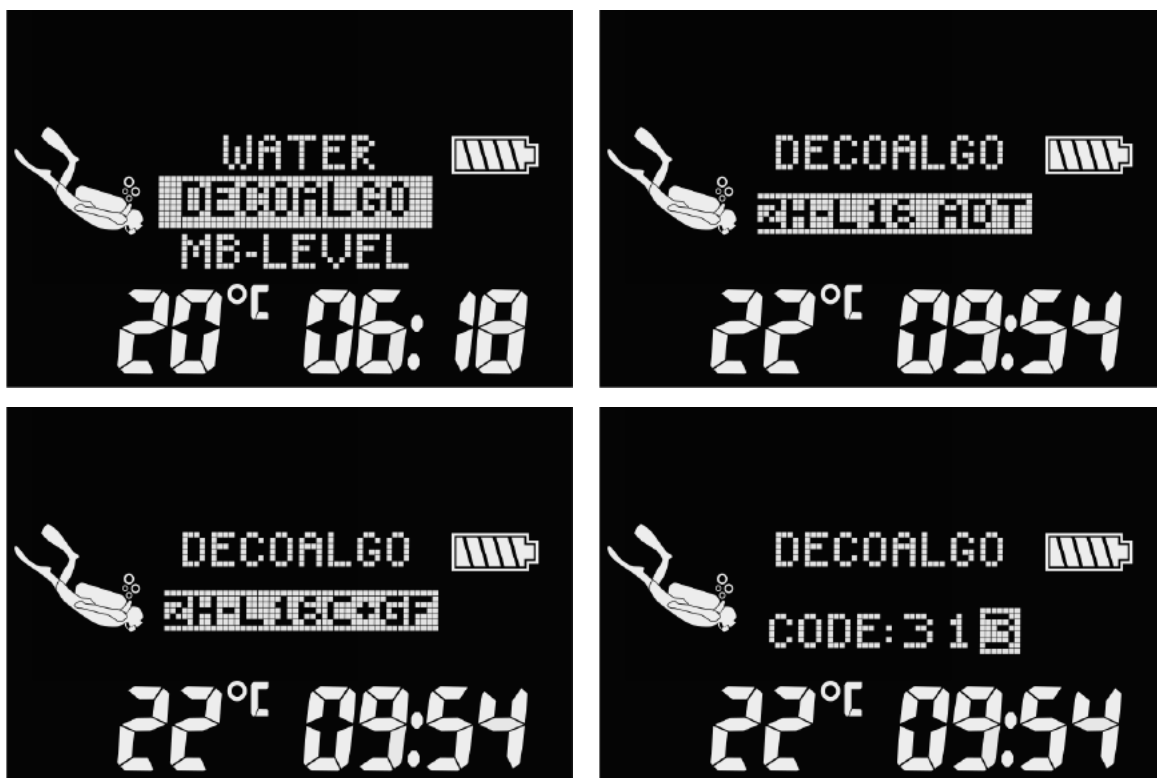 WATER
DECOALGO
MB-LEVEL
20°C 06:18
DECOALGO
ZH-L16 ADT
22°C 09:54
DECOALGO
ZH-L16C+GF
22°C 09:54
DECOALGO
CODE:313
22°C 09:54